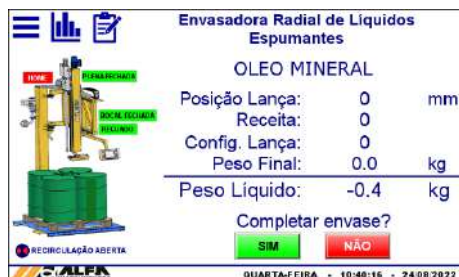 Envasadora Radial de Líquidos
Espumantes
OLEO MINERAL
HOME
PLENA FECHADA
BOCAL FECHADA
RECUADO
Posição Lança: 0 mm
Receita: 0
Config. Lança: 0
Peso Final: 0.0 kg
Peso Líquido: -0.4 kg
Completar envase?
SIM NÃO
RECIRCULAÇÃO ABERTA
ALFA
QUARTA-FEIRA - 10:40:16 - 24/08/2022